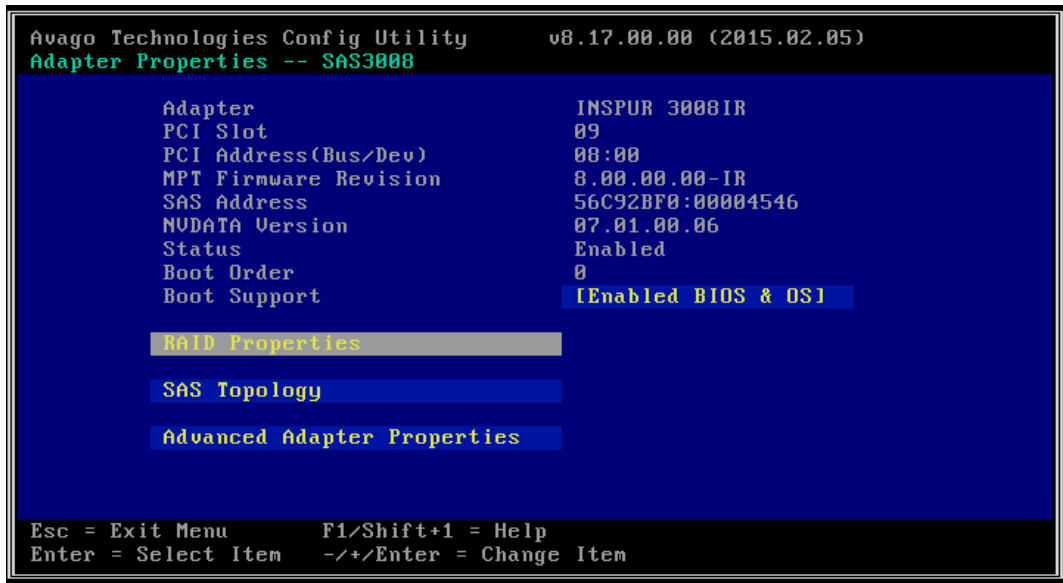 Avago Technologies Config Utility v8.17.00.00 (2015.02.05)
Adapter Properties -- SAS3008
Adapter INSPUR 3008IR
PCI Slot 09
PCI Address(Bus/Dev) 08:00
MPT Firmware Revision 8.00.00.00-IR
SAS Address 56C92BF0:00004546
NVDATA Version 07.01.00.06
Status Enabled
Boot Order 0
Boot Support [Enabled BIOS & OS]
RAID Properties
SAS Topology
Advanced Adapter Properties
Esc = Exit Menu F1/Shift+1 = Help
Enter = Select Item -/+/Enter = Change Item